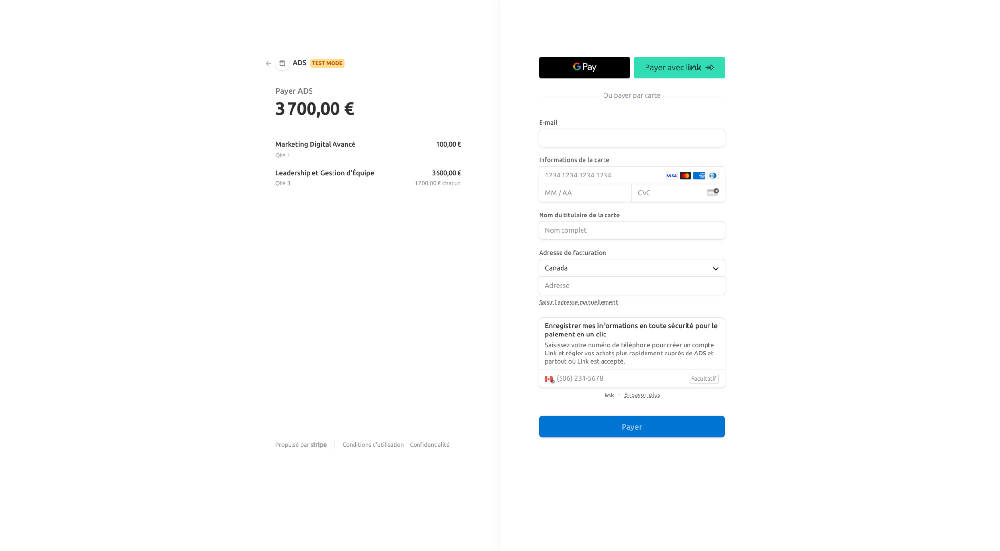 ADS TEST MODE
Payer ADS
3 700,00 €
Marketing Digital Avancé 100,00 €
Qté 1
Leadership et Gestion d'Équipe 3 600,00 €
Qté 3 1 200,00 € chacun
Propulsé par stripe Conditions d'utilisation Confidentialité
G Pay Payer avec link
Ou payer par carte
E-mail
Informations de la carte
1234 1234 1234 1234 VISA
MM / AA CVC
Nom du titulaire de la carte
Nom complet
Adresse de facturation
Canada
Adresse
Saisir l'adresse manuellement
Enregistrer mes informations en toute sécurité pour le
paiement en un clic
Saisissez votre numéro de téléphone pour créer un compte
Link et régler vos achats plus rapidement auprès de ADS et
partout où Link est accepté.
(506) 234-5678 Facultatif
link · En savoir plus
Payer